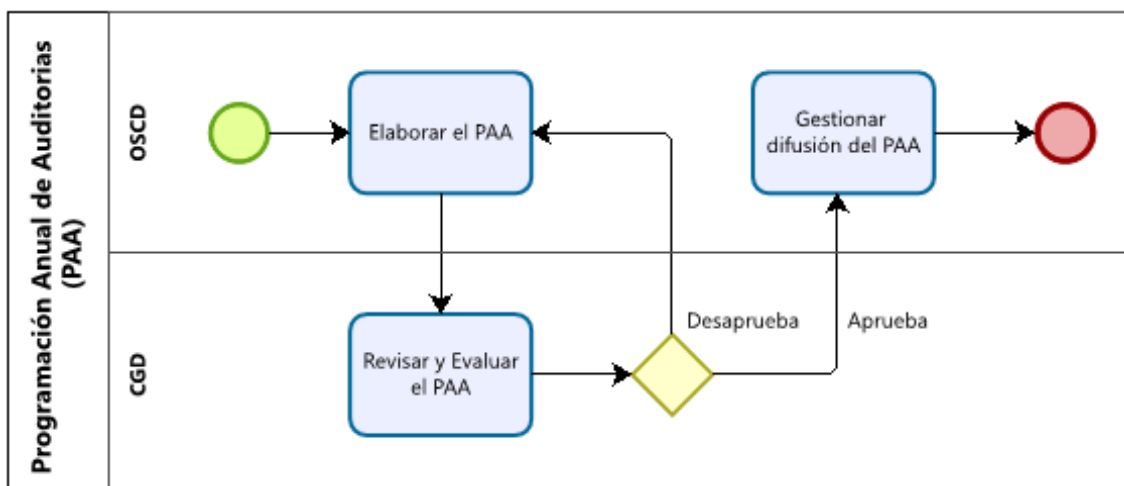 Programación Anual de Auditorias
(PAA)
OSCD
Elaborar el PAA
Gestionar
difusión del PAA
CGD
Revisar y Evaluar
el PAA
Desaprueba
Aprueba